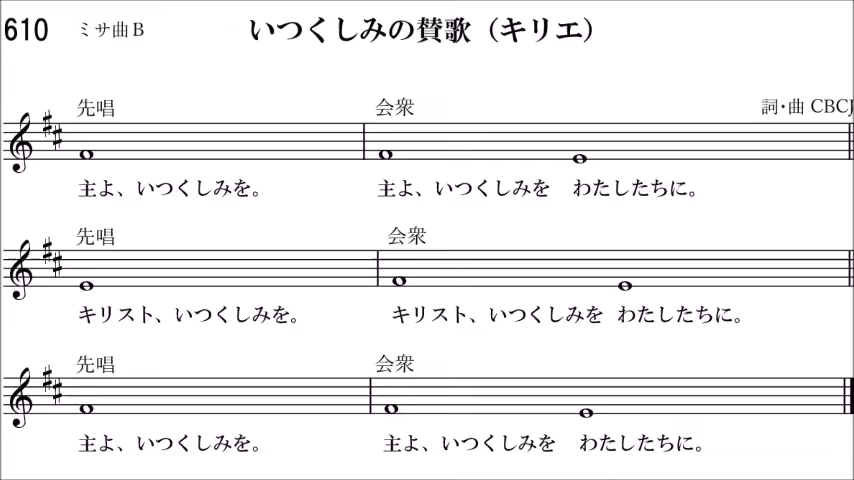 610 ミサ曲B いつくしみの賛歌（キリエ）
先唱 会衆 詞・曲 CBCJ
主よ、いつくしみを。 主よ、いつくしみを わたしたちに。
先唱 会衆
キリスト、いつくしみを。 キリスト、いつくしみを わたしたちに。
先唱 会衆
主よ、いつくしみを。 主よ、いつくしみを わたしたちに。